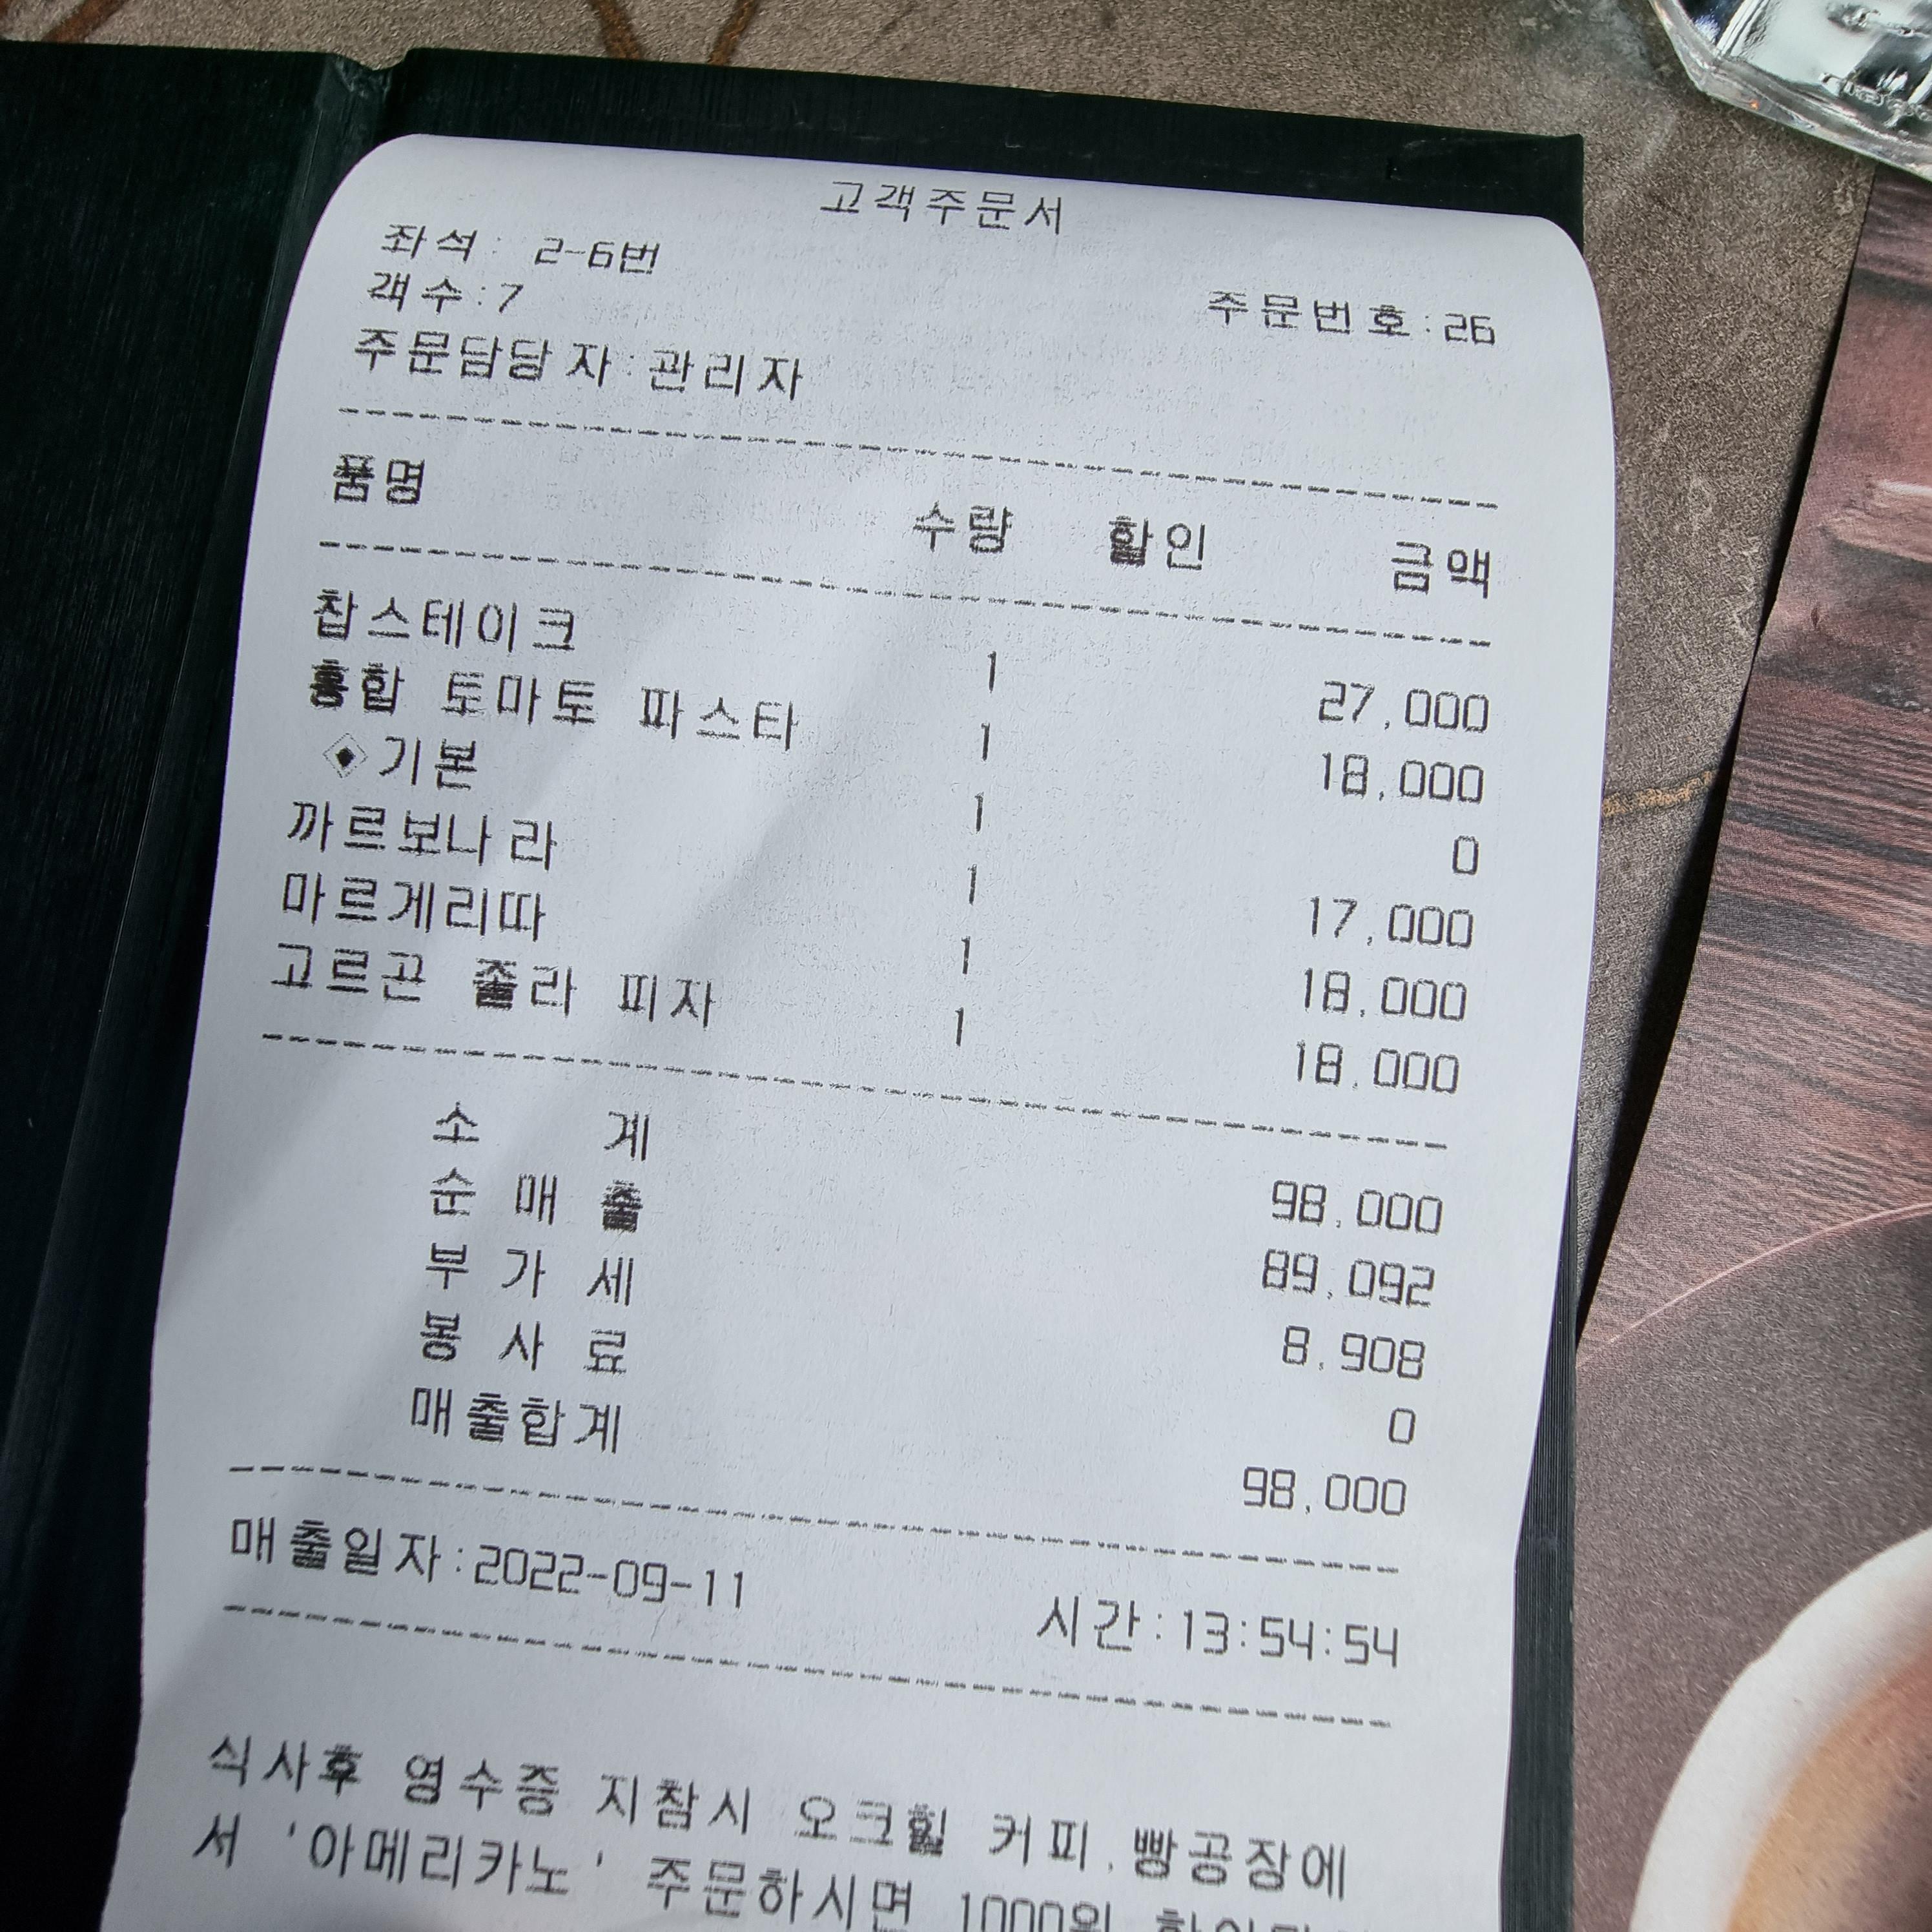 고객주문서
좌석: 2-6번
객수:7 주문번호:26
주문담당자:관리자
품명 수량 할인 금액
찹스테이크 1 27,000
홍합 토마토 파스타 1 18,000
◈기본 1 0
까르보나라 1 17,000
마르게리따 1 18,000
고르끈 졸라 피자 1 18,000
소 계 98,000
순 매 출 89,092
부 가 세 8,908
봉 사 료 0
매출합계 98,000
매출일자:2022-09-11 시간:13:54:54
식사후 영수증 지참시 오크힐 커피,빵공장에
서 '아메리카노' 주문하시면 1000원